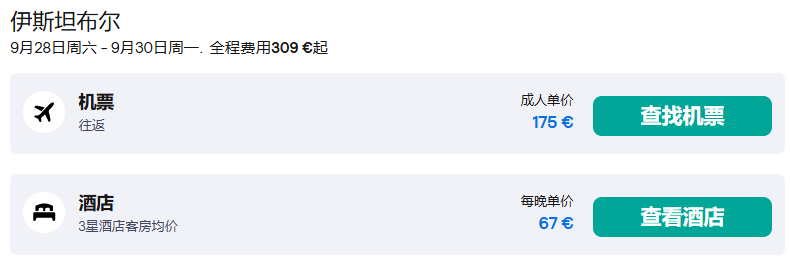 伊斯坦布尔
9月28日周六 - 9月30日周一. 全程费用309 €起
机票
往返
成人单价
175 €
查找机票
酒店
3星酒店客房均价
每晚单价
67 €
查看酒店